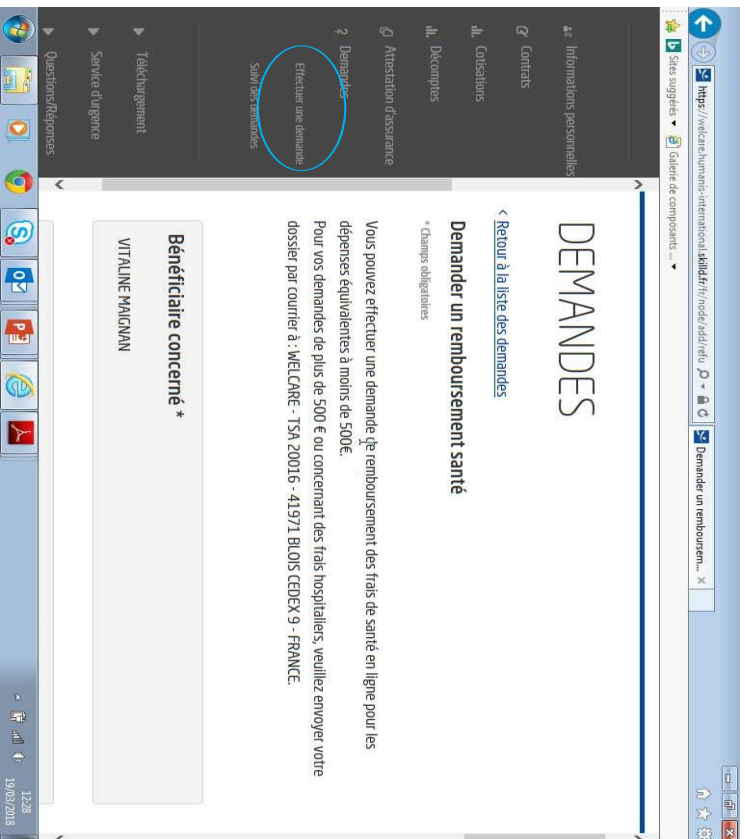 https://welcare.humanis-international.skilld.fr/fr/node/add/refu
Demander un remboursem...
Sites suggérés
Galerie de composants ...
Informations personnelles
Contrats
Cotisations
Décomptes
Attestation d'assurance
? Demandes
Effectuer une demande
Suivi des demandes
Téléchargement
Service d'urgence
Questions/Réponses
DEMANDES
< Retour à la liste des demandes
Demander un remboursement santé
* Champs obligatoires
Vous pouvez effectuer une demande de remboursement des frais de santé en ligne pour les
dépenses équivalentes à moins de 500€.
Pour vos demandes de plus de 500 € ou concernant des frais hospitaliers, veuillez envoyer votre
dossier par courrier à : WELCARE - TSA 20016 - 41971 BLOIS CEDEX 9 - FRANCE.
Bénéficiaire concerné *
VITALINE MAIGNAN
12:28
19/03/2018